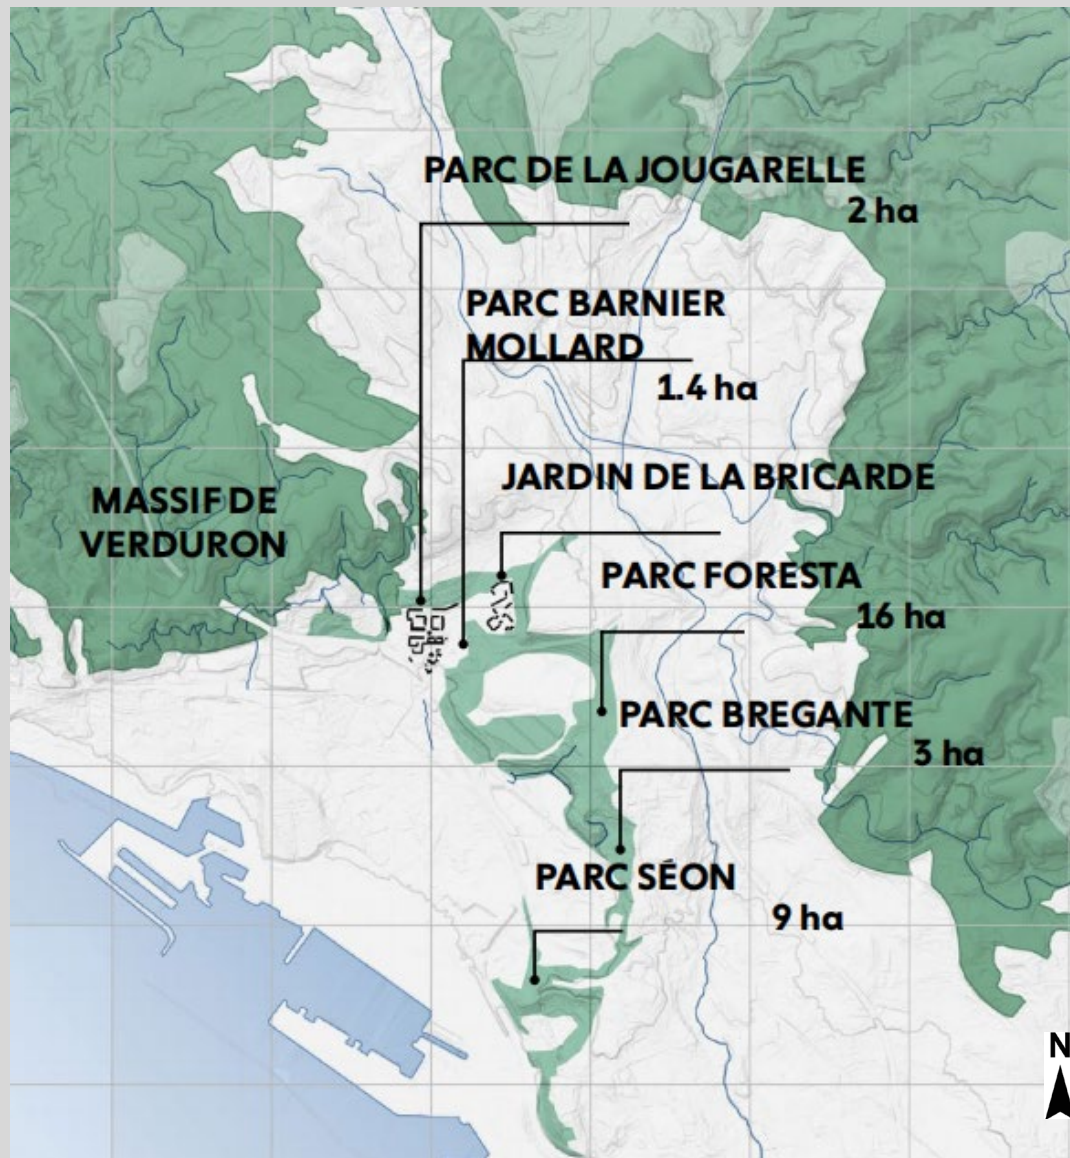 PARC DE LA JOUGARELLE
2 ha
PARC BARNIER
MOLLARD
1.4 ha
JARDIN DE LA BRICARDE
MASSIF DE
VERDURON
PARC FORESTA
16 ha
PARC BREGANTE
3 ha
PARC SÉON
9 ha
N